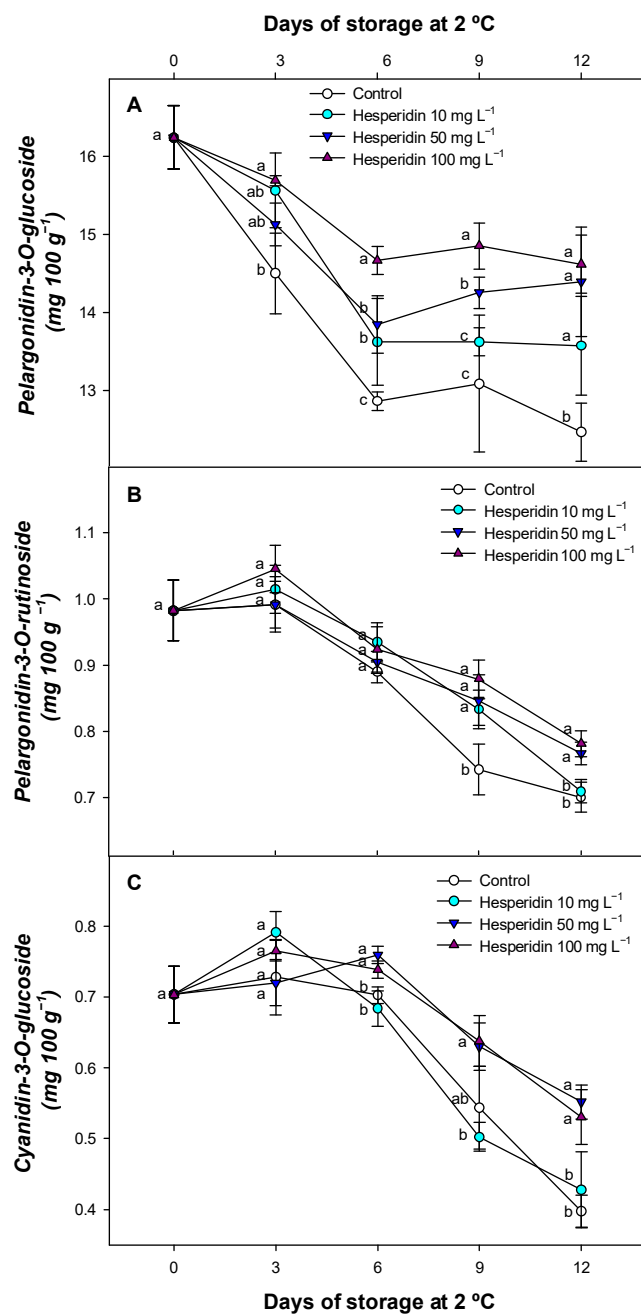 Days of storage at 2 ºC
0 3 6 9 12
A
Control
Hesperidin 10 mg L⁻¹
Hesperidin 50 mg L⁻¹
Hesperidin 100 mg L⁻¹
Pelargonidin-3-O-glucoside
(mg 100 g⁻¹)
16
15
14
13
a
a
ab
ab
b
a
b
b
c
a
b
c
c
a
a
a
b
B
Control
Hesperidin 10 mg L⁻¹
Hesperidin 50 mg L⁻¹
Hesperidin 100 mg L⁻¹
Pelargonidin-3-O-rutinoside
(mg 100 g⁻¹)
1.1
1.0
0.9
0.8
0.7
a
a
a
a
a
a
a
a
a
a
b
a
a
b
b
C
Control
Hesperidin 10 mg L⁻¹
Hesperidin 50 mg L⁻¹
Hesperidin 100 mg L⁻¹
Cyanidin-3-O-glucoside
(mg 100 g⁻¹)
0.8
0.7
0.6
0.5
0.4
a
a
a
a
a
a
a
b
b
a
ab
b
a
a
b
b
0 3 6 9 12
Days of storage at 2 ºC